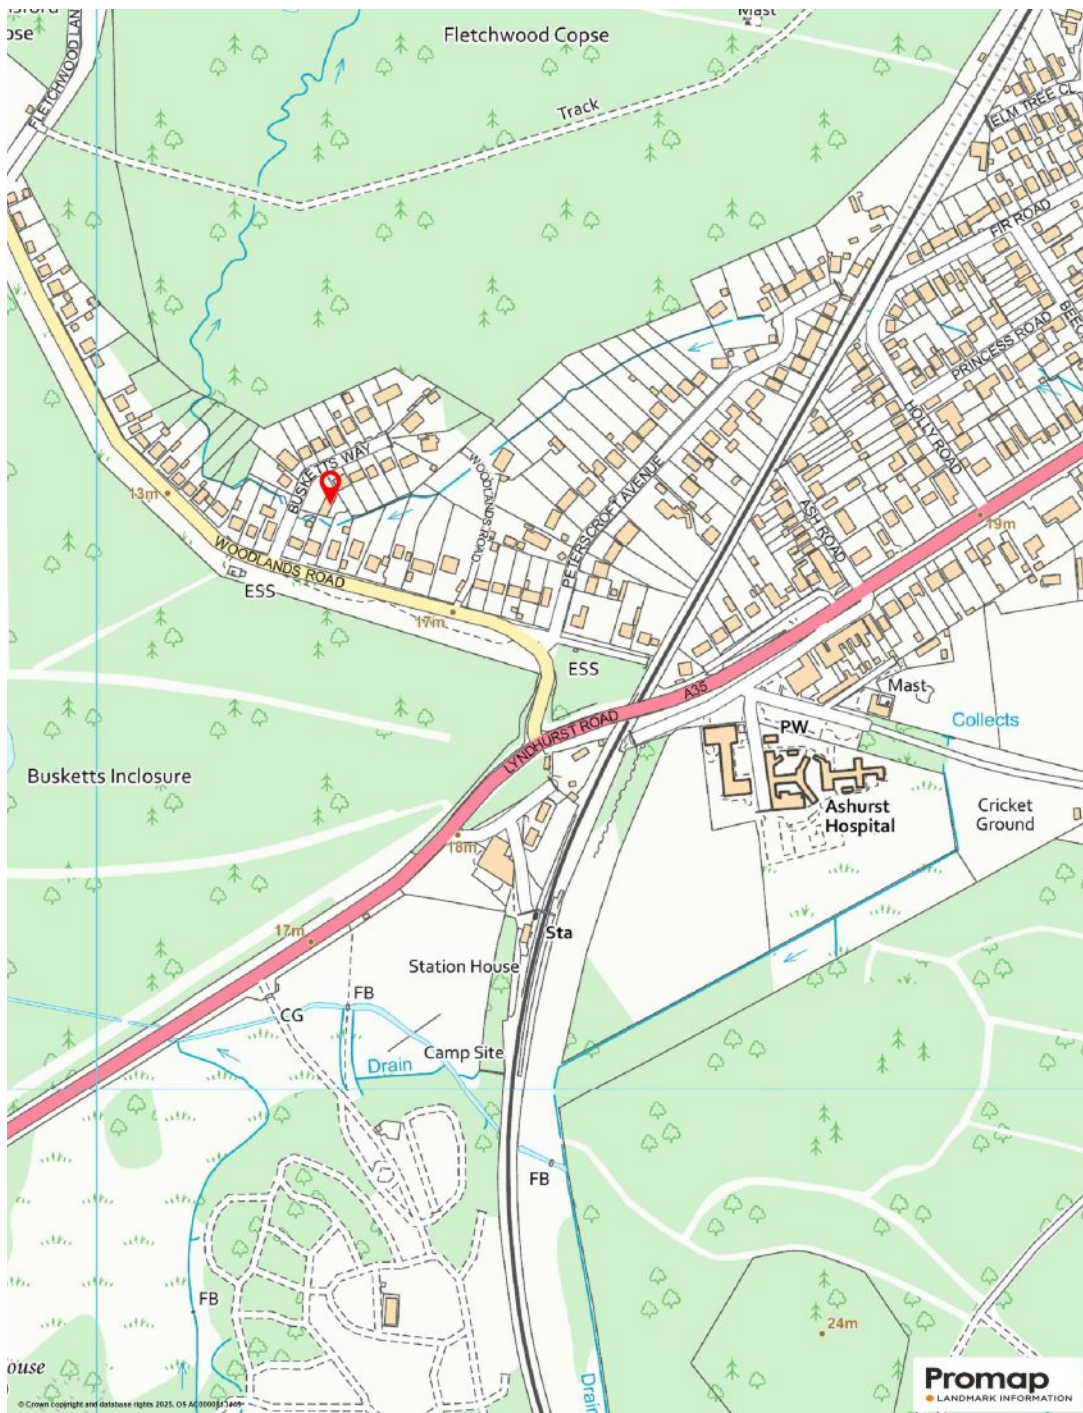 Mast
Fletchwood Copse
FLETCHWOOD LAN
Track
ELM TREE CL
FIR ROAD
PRINCESS ROAD
HOLLY ROAD
BUSKETTS WAY
WOODLANDS ROAD
PETERSCROFT AVENUE
ASH ROAD
13m
19m
WOODLANDS ROAD
ESS
17m
ESS
A35
LYNDHURST ROAD
Mast
PW
Collects
Busketts Inclosure
Ashurst
Hospital
Cricket
Ground
18m
17m
Sta
Station House
FB
CG
Camp Site
Drain
FB
FB
24m
Drain
ouse
Promap
LANDMARK INFORMATION